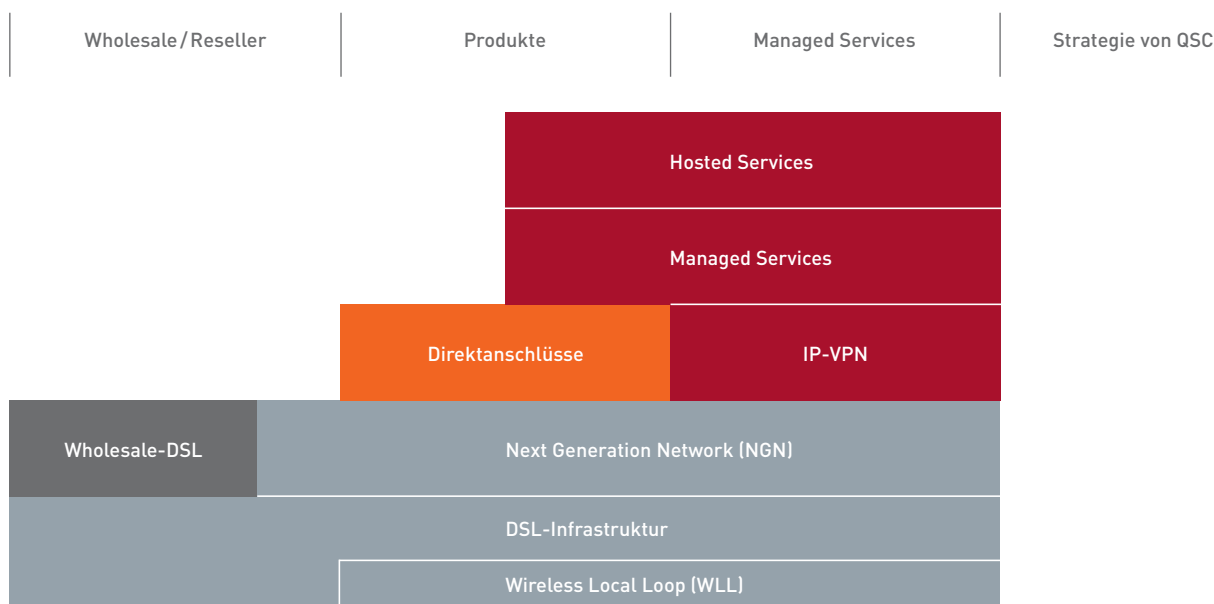 Wholesale / Reseller
Produkte
Managed Services
Strategie von QSC
Hosted Services
Managed Services
Direktanschlüsse
IP-VPN
Wholesale-DSL
Next Generation Network (NGN)
DSL-Infrastruktur
Wireless Local Loop (WLL)